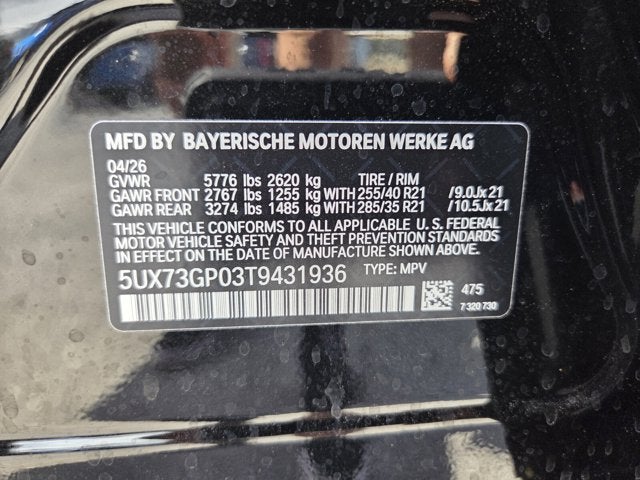 MFD BY BAYERISCHE MOTOREN WERKE AG
04/26
GVWR 5776 lbs 2620 kg TIRE / RIM
GAWR FRONT 2767 lbs 1255 kg WITH 255/40 R21 /9.0Jx21
GAWR REAR 3274 lbs 1485 kg WITH 285/35 R21 /10.5Jx21
THIS VEHICLE CONFORMS TO ALL APPLICABLE U.S. FEDERAL
MOTOR VEHICLE SAFETY AND THEFT PREVENTION STANDARDS
IN EFFECT ON THE DATE OF MANUFACTURE SHOWN ABOVE.
5UX73GP03T9431936 TYPE: MPV
475
7 320 730